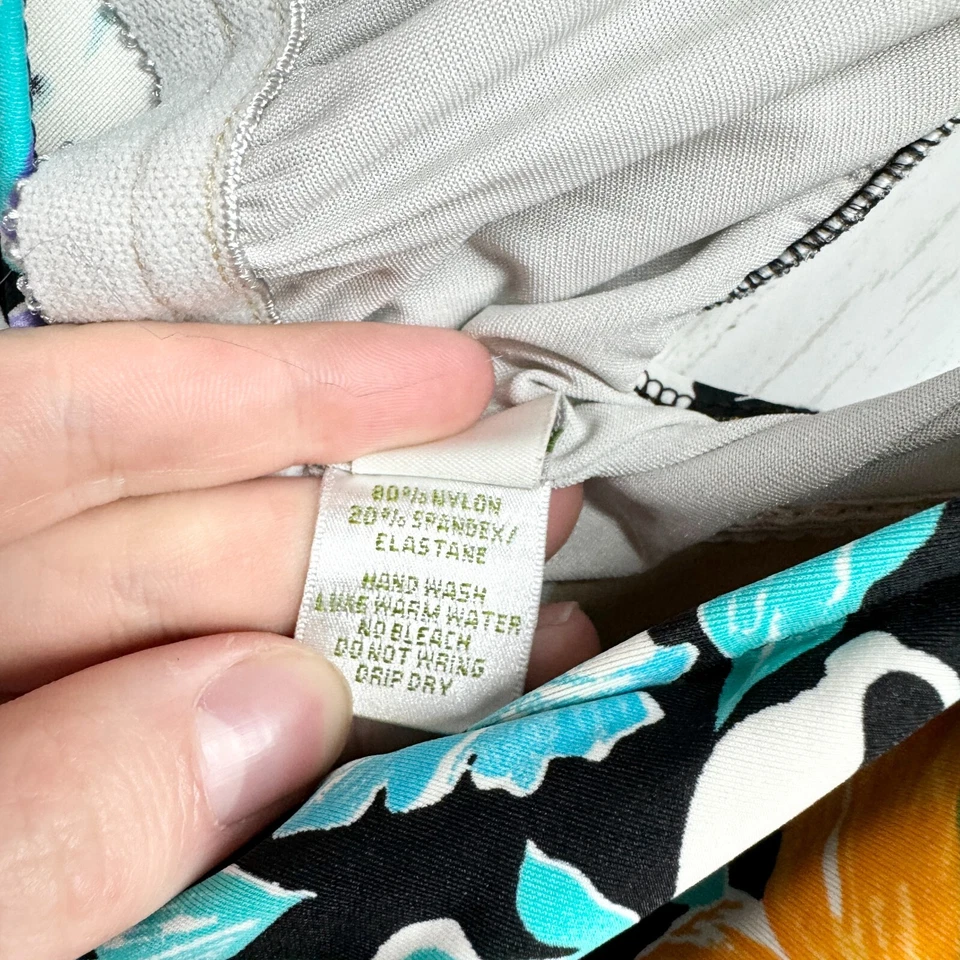 80% NYLON
20% SPANDEX/
ELASTANE
HAND WASH
LUKE WARM WATER
NO BLEACH
DO NOT WRING
DRIP DRY